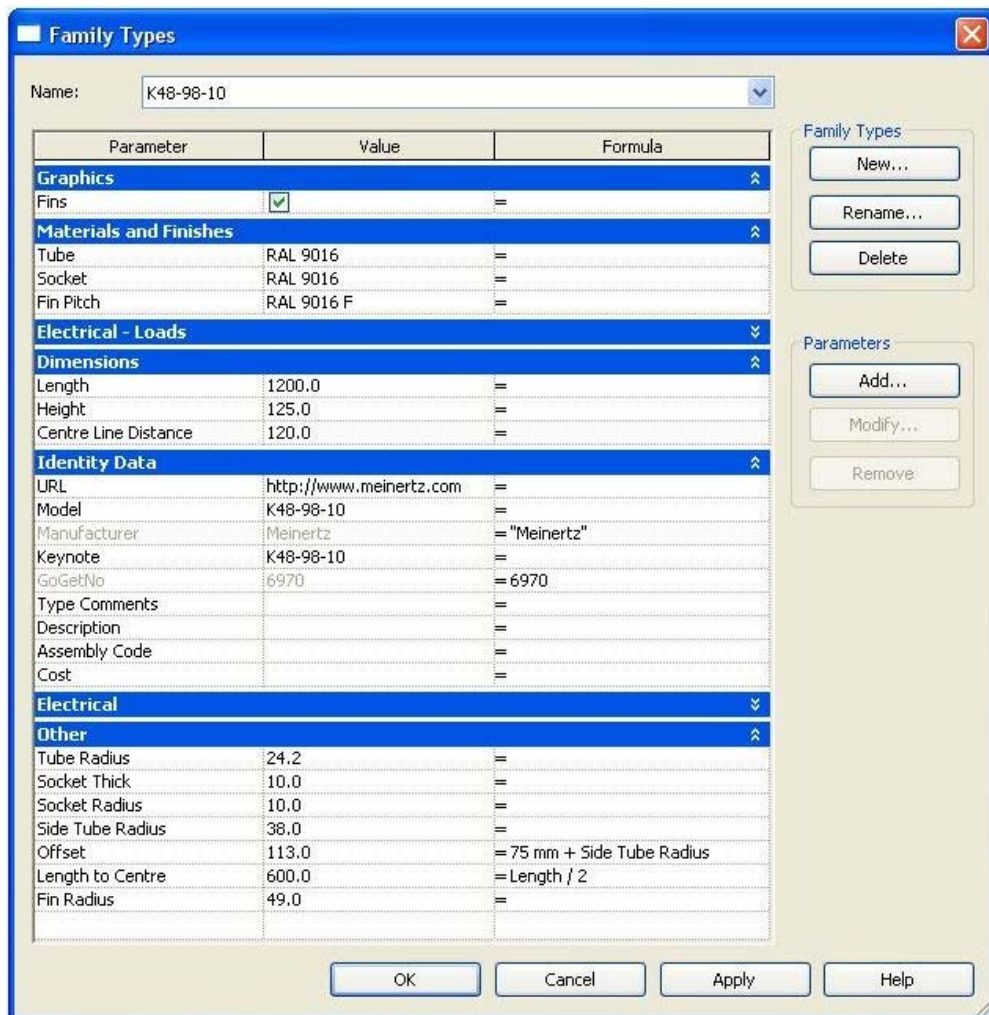 Family Types
Name: K48-98-10
Parameter Value Formula
Graphics
Fins =
Materials and Finishes
Tube RAL 9016 =
Socket RAL 9016 =
Fin Pitch RAL 9016 F =
Electrical - Loads
Dimensions
Length 1200.0 =
Height 125.0 =
Centre Line Distance 120.0 =
Identity Data
URL http://www.meinertz.com =
Model K48-98-10 =
Manufacturer Meinertz = "Meinertz"
Keynote K48-98-10 =
GoGetNo 6970 = 6970
Type Comments =
Description =
Assembly Code =
Cost =
Electrical
Other
Tube Radius 24.2 =
Socket Thick 10.0 =
Socket Radius 10.0 =
Side Tube Radius 38.0 =
Offset 113.0 = 75 mm + Side Tube Radius
Length to Centre 600.0 = Length / 2
Fin Radius 49.0 =
Family Types
New...
Rename...
Delete
Parameters
Add...
Modify...
Remove
OK Cancel Apply Help